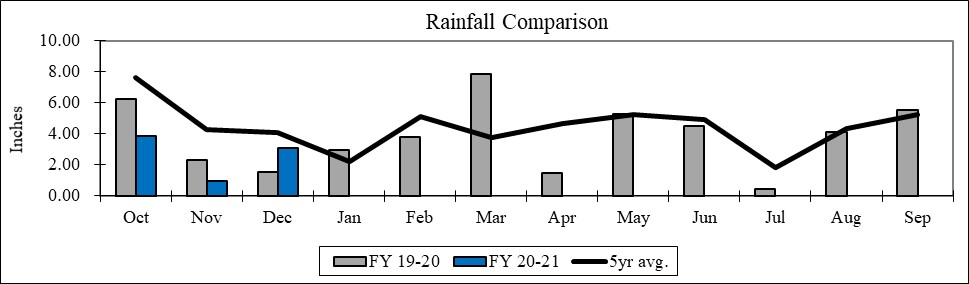 Rainfall Comparison
10.00
8.00
6.00
4.00
2.00
0.00
Inches
Oct Nov Dec Jan Feb Mar Apr May Jun Jul Aug Sep
FY 19-20 FY 20-21 5yr avg.